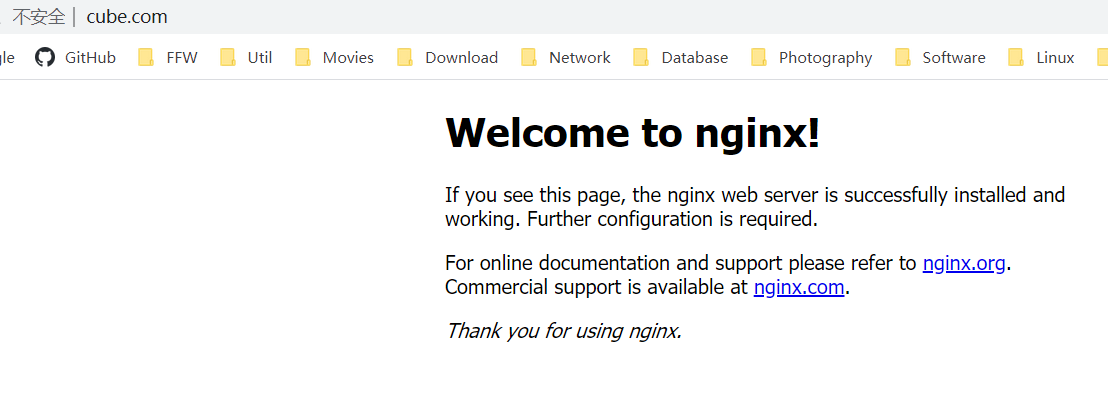 不安全 | cube.com
le GitHub FFW Util Movies Download Network Database Photography Software Linux
Welcome to nginx!
If you see this page, the nginx web server is successfully installed and
working. Further configuration is required.
For online documentation and support please refer to nginx.org.
Commercial support is available at nginx.com.
Thank you for using nginx.